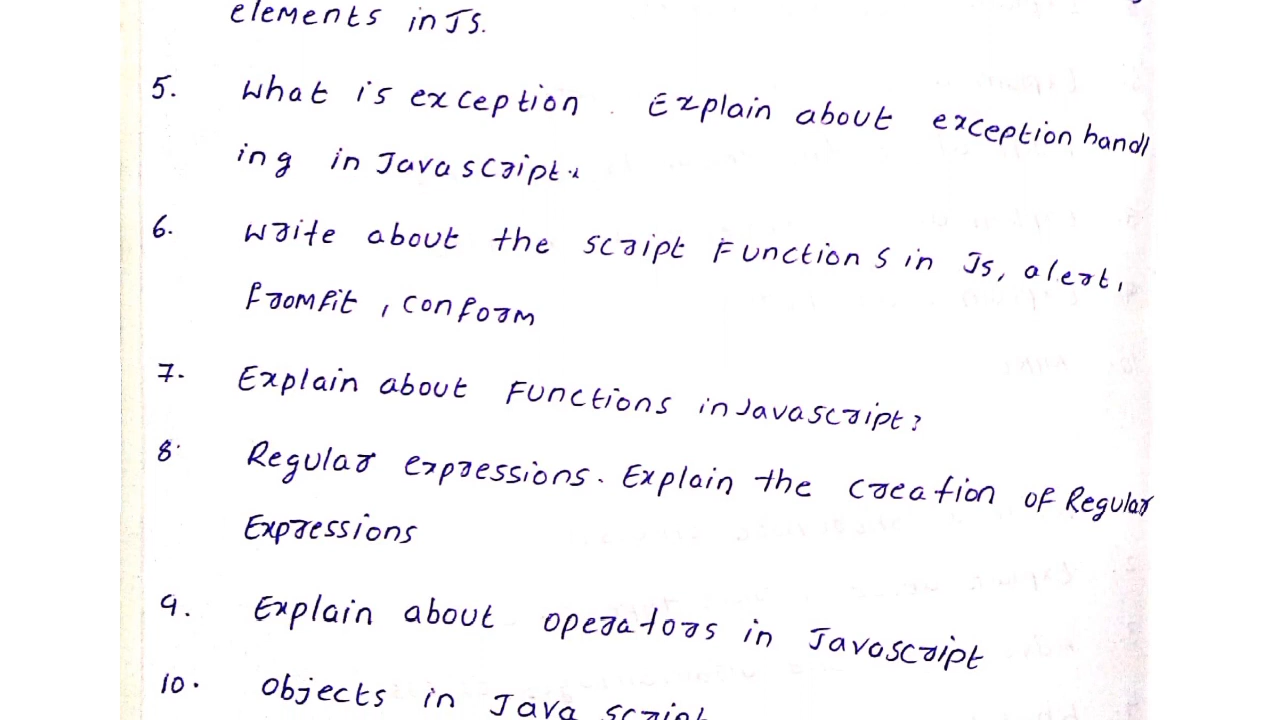 elements in JS.
5. What is exception. Explain about exception handl
ing in Javascript.
6. Write about the script Functions in Js, alert,
Prompit, conform
7. Explain about Functions in Javascript?
8. Regular expressions. Explain the creation of Regular
Expressions
9. Explain about operators in Javascript
10. Objects in Java script